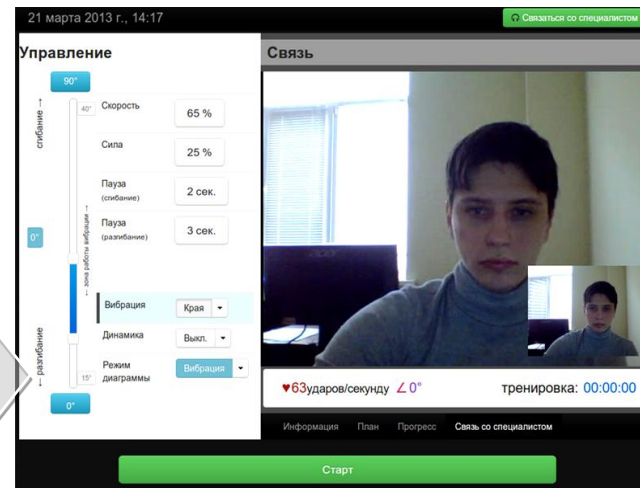 21 марта 2013 г., 14:17
Связаться со специалистом
Управление
Связь
90°
сгибание →
40°
Скорость
65 %
Сила
25 %
Пауза
(сгибание)
2 сек.
Пауза
(разгибание)
3 сек.
0°
← зона работы вибрации →
Вибрация
Края
Динамика
Выкл.
Режим
диаграммы
Вибрация
← разгибание
15°
0°
♥63ударов/секунду ∠0°
тренировка: 00:00:00
Информация План Прогресс Связь со специалистом
Старт